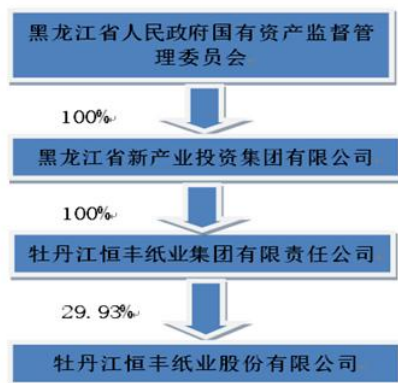 黑龙江省人民政府国有资产监督管
理委员会
100%
黑龙江省新产业投资集团有限公司
100%
牡丹江恒丰纸业集团有限责任公司
29.93%
牡丹江恒丰纸业股份有限公司